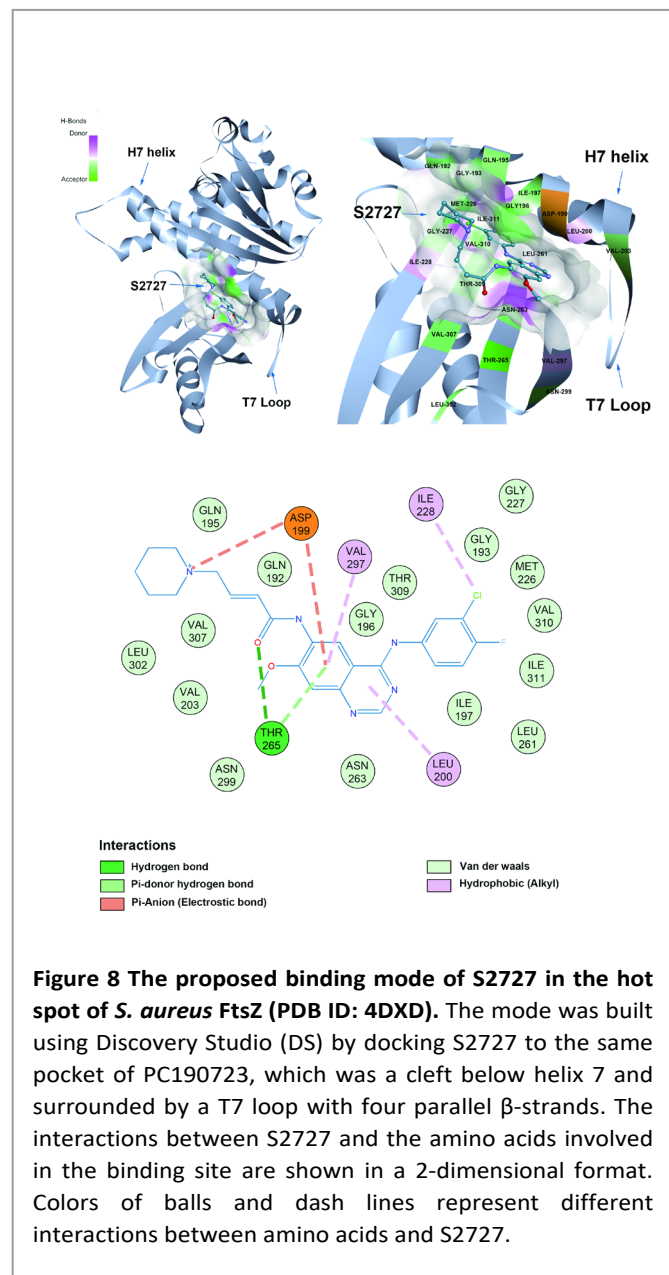 H-Bonds
Donor
Acceptor
H7 helix
S2727
T7 Loop
GLN-192
GLN-195
GLY-193
H7 helix
ILE-197
MET-226
GLY196
ASP-199
S2727
ILE-311
LEU-200
GLY-227
VAL-310
VAL-203
LEU-261
ILE-228
THR-309
ASN-263
VAL-307
THR-265
VAL-297
T7 Loop
ASN-299
GLN
195
ASP
199
ILE
228
GLY
227
GLN
192
VAL
297
GLY
193
THR
309
MET
226
N
+
Cl
VAL
307
N
H
GLY
196
VAL
310
LEU
302
O
O
N
H
F
ILE
311
VAL
203
N
ILE
197
THR
265
N
LEU
261
ASN
299
ASN
263
LEU
200
Interactions
Hydrogen bond
Pi-donor hydrogen bond
Pi-Anion (Electrostic bond)
Van der waals
Hydrophobic (Alkyl)
Figure 8 The proposed binding mode of S2727 in the hot
spot of S. aureus FtsZ (PDB ID: 4DXD). The mode was built
using Discovery Studio (DS) by docking S2727 to the same
pocket of PC190723, which was a cleft below helix 7 and
surrounded by a T7 loop with four parallel β-strands. The
interactions between S2727 and the amino acids involved
in the binding site are shown in a 2-dimensional format.
Colors of balls and dash lines represent different
interactions between amino acids and S2727.